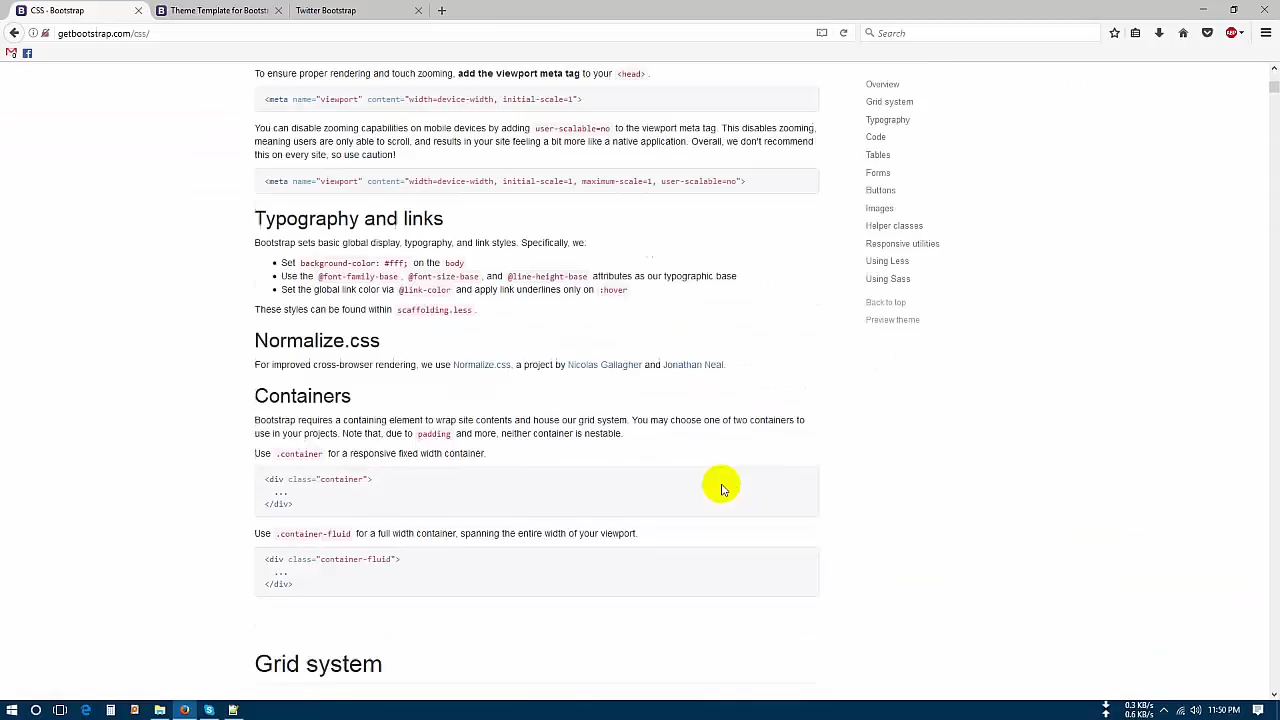 CSS · Bootstrap
Theme Template for Bootst
Twitter Bootstrap
getbootstrap.com/css/
Search
To ensure proper rendering and touch zooming, add the viewport meta tag to your <head>.
<meta name="viewport" content="width=device-width, initial-scale=1">
You can disable zooming capabilities on mobile devices by adding user-scalable=no to the viewport meta tag. This disables zooming,
meaning users are only able to scroll, and results in your site feeling a bit more like a native application. Overall, we don't recommend
this on every site, so use caution!
<meta name="viewport" content="width=device-width, initial-scale=1, maximum-scale=1, user-scalable=no">
Typography and links
Bootstrap sets basic global display, typography, and link styles. Specifically, we:
• Set background-color: #fff; on the body
• Use the @font-family-base, @font-size-base, and @line-height-base attributes as our typographic base
• Set the global link color via @link-color and apply link underlines only on :hover
These styles can be found within scaffolding.less.
Normalize.css
For improved cross-browser rendering, we use Normalize.css, a project by Nicolas Gallagher and Jonathan Neal.
Containers
Bootstrap requires a containing element to wrap site contents and house our grid system. You may choose one of two containers to
use in your projects. Note that, due to padding and more, neither container is nestable.
Use .container for a responsive fixed width container.
<div class="container">
...
</div>
Use .container-fluid for a full width container, spanning the entire width of your viewport.
<div class="container-fluid">
...
</div>
Grid system
Overview
Grid system
Typography
Code
Tables
Forms
Buttons
Images
Helper classes
Responsive utilities
Using Less
Using Sass
Back to top
Preview theme
0.3 KB/s
0.6 KB/s
11:50 PM